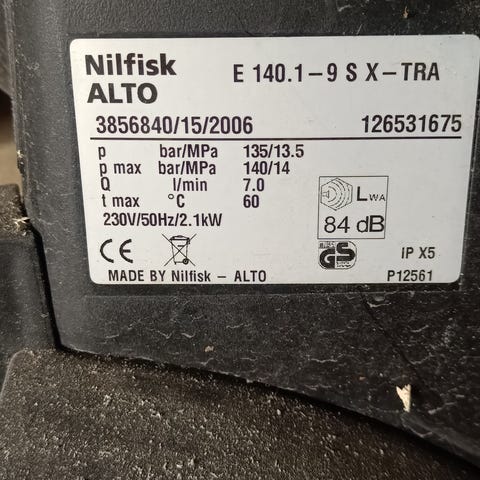 Nilfisk
ALTO
E 140.1-9 S X-TRA
3856840/15/2006 126531675
p bar/MPa 135/13.5
p max bar/MPa 140/14
Q l/min 7.0
t max °C 60
230V/50Hz/2.1kW
LWA
84 dB
CE
GS
IP X5
MADE BY Nilfisk - ALTO
P12561